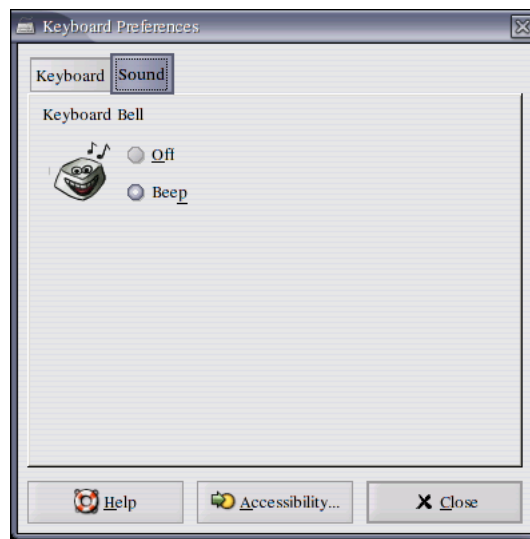 Keyboard Preferences
Keyboard Sound
Keyboard Bell
Off
Beep
Help Accessibility... Close